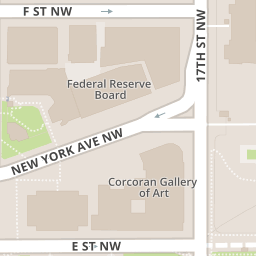 F ST NW
17TH ST NW
Federal Reserve
Board
NEW YORK AVE NW
Corcoran Gallery
of Art
E ST NW